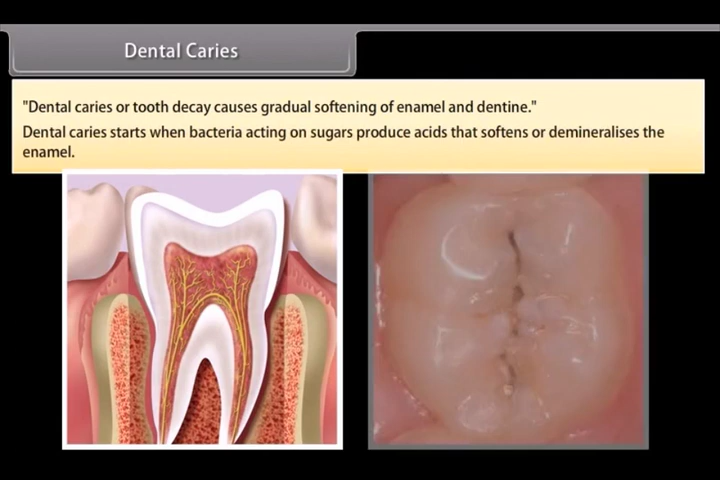 Dental Caries
"Dental caries or tooth decay causes gradual softening of enamel and dentine."
Dental caries starts when bacteria acting on sugars produce acids that softens or demineralises the
enamel.